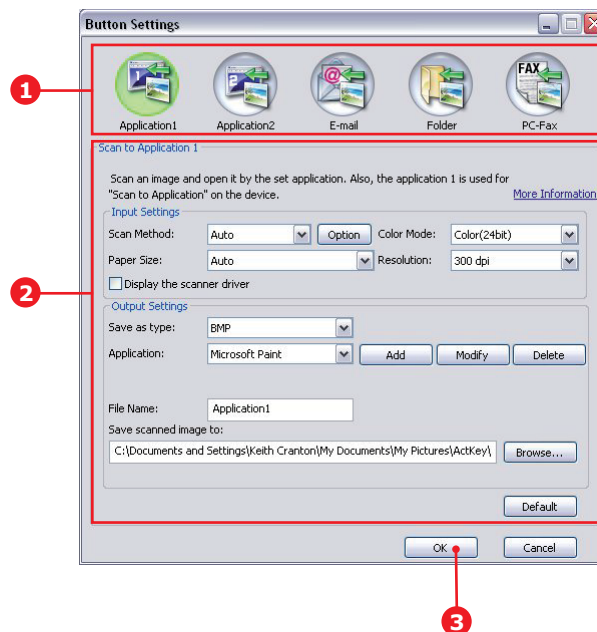 Button Settings
1
FAX
Application1 Application2 E-mail Folder PC-Fax
Scan to Application 1
Scan an image and open it by the set application. Also, the application 1 is used for
"Scan to Application" on the device.
More Information
Input Settings
Scan Method: Auto Option Color Mode: Color(24bit)
Paper Size: Auto Resolution: 300 dpi
2
Display the scanner driver
Output Settings
Save as type: BMP
Application: Microsoft Paint Add Modify Delete
File Name: Application1
Save scanned image to:
C:\Documents and Settings\Keith Cranton\My Documents\My Pictures\ActKey\ Browse...
Default
OK Cancel
3